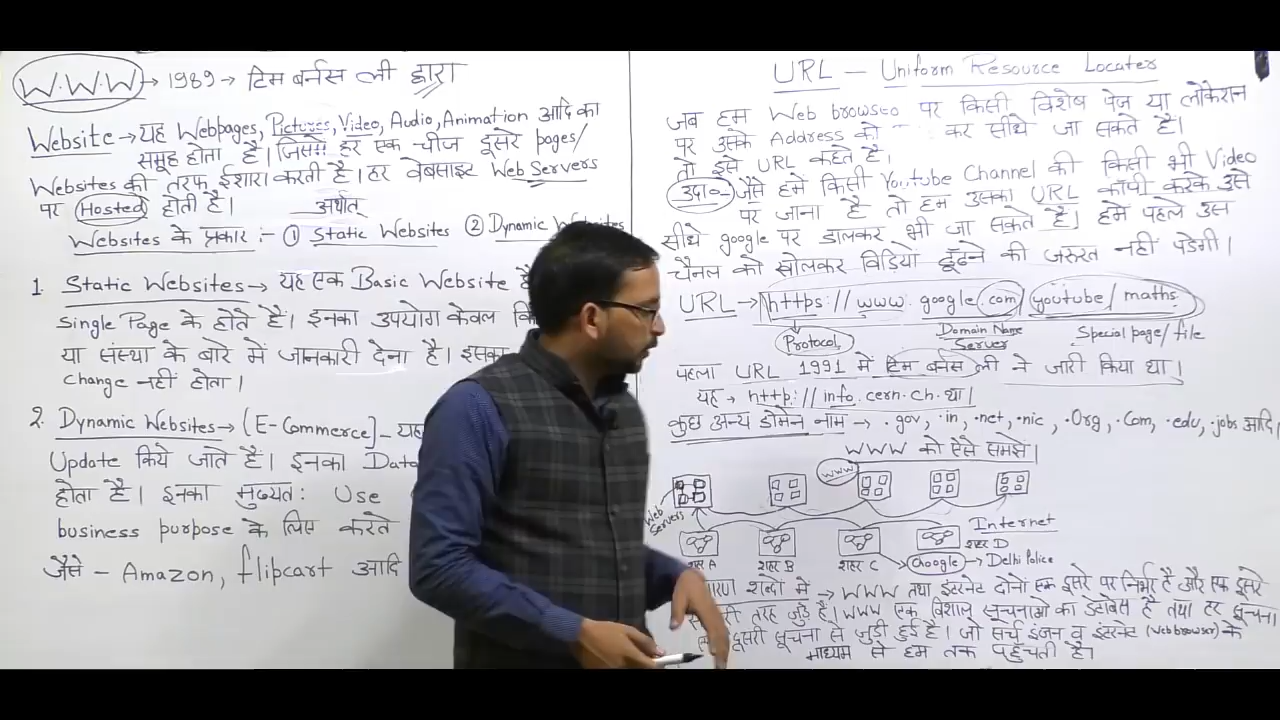 W.W.W → 1989 → टिम बर्नस ली द्वारा
Website → यह Webpages, Pictures, Video, Audio, Animation आदि का
समूह होता है। जिसमें हर एक चीज दूसरे pages/
Websites की तरफ ईशारा करती है। हर वेबसाइट Web Servers
पर Hosted होती है। अर्थात्
Websites के प्रकार :- ① Static Websites ② Dynamic Websites
1. Static Websites → यह एक Basic Website है
Single Page के होते हैं। इनका उपयोग केवल
या संस्था के बारे में जानकारी देना है। इसका
Change नहीं होता।
2. Dynamic Websites → (E-Commerce) - यह
Update किये जाते है। इनका Data
होता है। इनका मुख्यत: Use
business purpose के लिए करते
जैसे - Amazon, flipcart आदि
URL - Uniform Resource Locater
जब हम Web browser पर किसी विशेष पेज या लोकेशन
पर उसके Address को कर सीधे जा सकते है।
तो इसे URL कहते है।
उदा०- जैसे हमें किसी Youtube Channel की किसी भी Video
पर जाना है तो हम उसका URL कॉपी करके उसे
सीधे google पर डालकर भी जा सकते है। हमें पहले उस
चैनल को खोलकर विडियो ढूँढने की जरुरत नहीं पडेगी।
URL → https://www.google.com/youtube/maths
Protocol
Domain Name
Server
Special page/file
पहला URL 1991 में टिम बर्नस ली ने जारी किया था।
यह → http://info.cern.ch. था।
कुछ अन्य डोमेन नाम → .gov, .in, .net, .nic, .Org, .Com, .edu, .jobs आदि
WWW को ऐसे समझे।
WWW
Web Servers
Internet
शहर A शहर B शहर C शहर D
Google → Delhi Police
शब्दों में → WWW तथा इंटरनेट दोनों एक दूसरे पर निर्भर है और एक दूसरे
तरह जुड़े है। WWW एक विशाल सूचनाओं का डेटाबेस है तथा हर सूचना
दूसरी सूचना से जुड़ी हुई है। जो सर्च इंजन व इंटरनेट (Web browser) के
माध्यम से हम तक पहुँचती है।